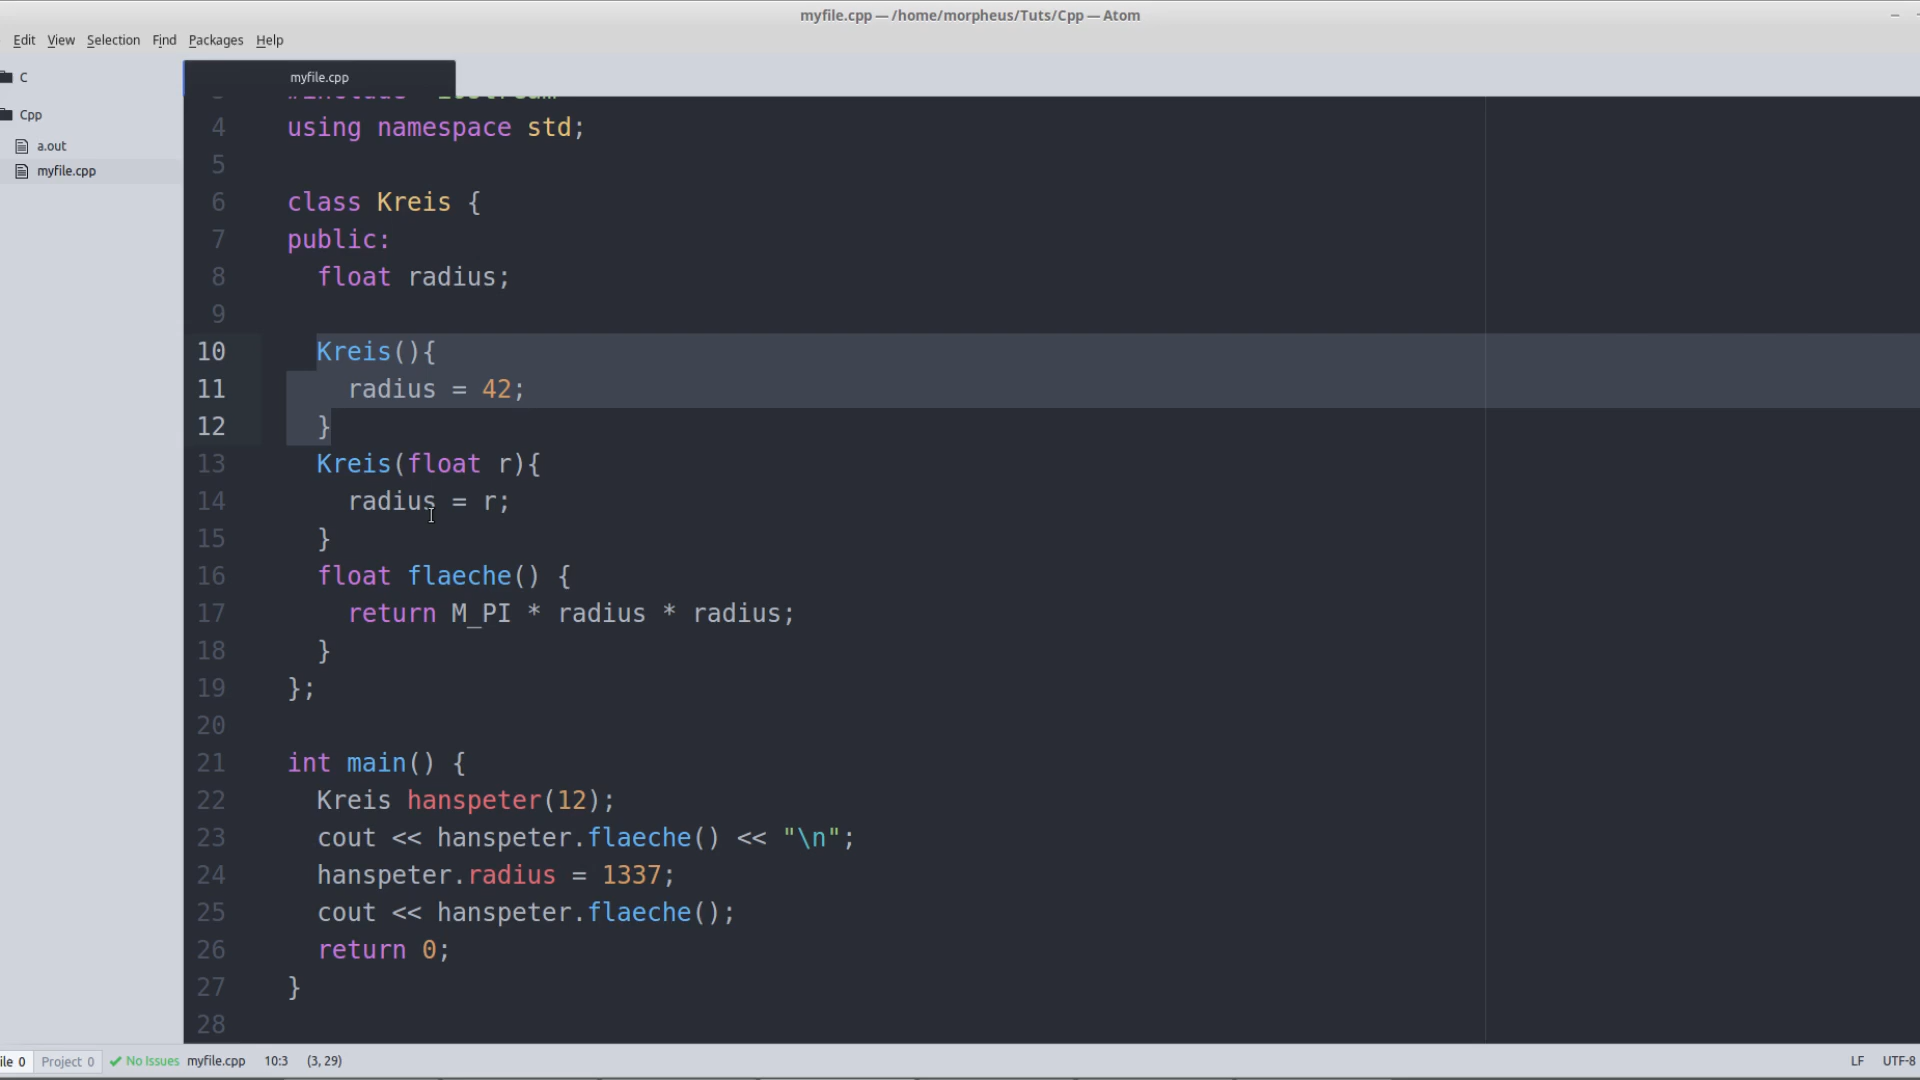 myfile.cpp — /home/morpheus/Tuts/Cpp — Atom
Edit View Selection Find Packages Help
C
Cpp
a.out
myfile.cpp
myfile.cpp
4 using namespace std;
5
6 class Kreis {
7 public:
8 float radius;
9
10 Kreis(){
11 radius = 42;
12 }
13 Kreis(float r){
14 radius = r;
15 }
16 float flaeche() {
17 return M_PI * radius * radius;
18 }
19 };
20
21 int main() {
22 Kreis hanspeter(12);
23 cout << hanspeter.flaeche() << "\n";
24 hanspeter.radius = 1337;
25 cout << hanspeter.flaeche();
26 return 0;
27 }
28
ile 0 Project 0 No Issues myfile.cpp 10:3 (3, 29) LF UTF-8